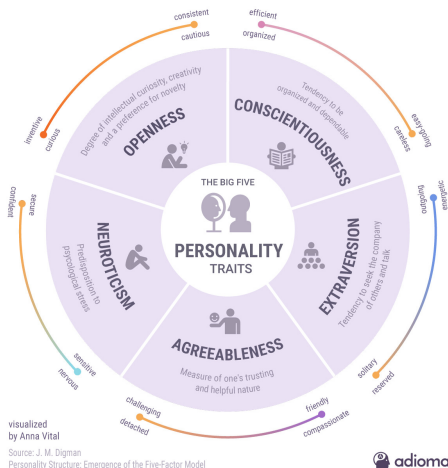 consistent
cautious
efficient
organized
inventive
curious
easy-going
careless
Degree of intellectual curiosity, creativity
and a preference for novelty
OPENNESS
Tendency to be
organized and dependable
CONSCIENTIOUSNESS
THE BIG FIVE
PERSONALITY
TRAITS
secure
confident
energetic
outgoing
NEUROTICISM
Predisposition to
psycological stress
EXTRAVERSION
Tendency to seek the company
of others and talk
AGREEABLENESS
Measure of one's trusting
and helpful nature
sensitive
nervous
solitary
reserved
challenging
detached
friendly
compassionate
visualized
by Anna Vital
Source: J. M. Digman
Personality Structure: Emergence of the Five-Factor Model
adioma